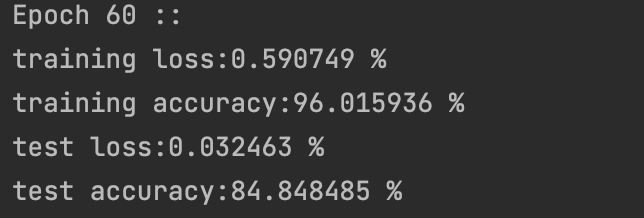 Epoch 60 ::
training loss:0.590749 %
training accuracy:96.015936 %
test loss:0.032463 %
test accuracy:84.848485 %